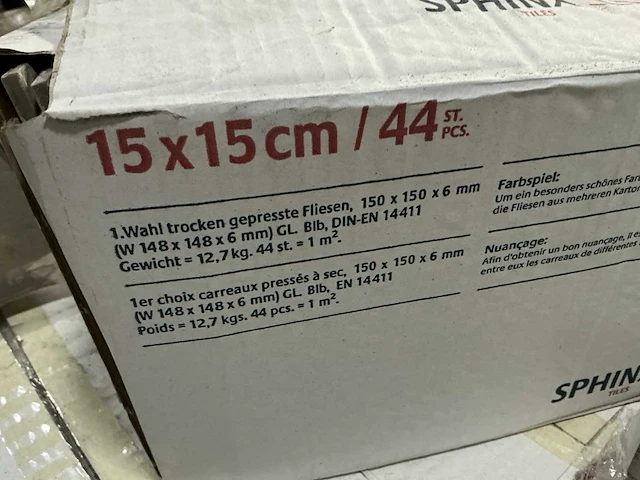 SPHINX
TILES
15x15cm / 44 ST. PCS.
1.Wahl trocken gepresste Fliesen, 150 x 150 x 6 mm
(W 148 x 148 x 6 mm) GL. BIb, DIN-EN 14411
Gewicht = 12,7 kg. 44 st. = 1 m².
1er choix carreaux pressés à sec, 150 x 150 x 6 mm
(W 148 x 148 x 6 mm) GL. BIb, EN 14411
Poids = 12,7 kgs. 44 pcs. = 1 m².
Farbspiel:
Um ein besonders schönes
die Fliesen aus mehreren
Nuançage:
Afin d'obtenir un bon nuançage, il
entre eux les carreaux de différentes
SPHINX
TILES